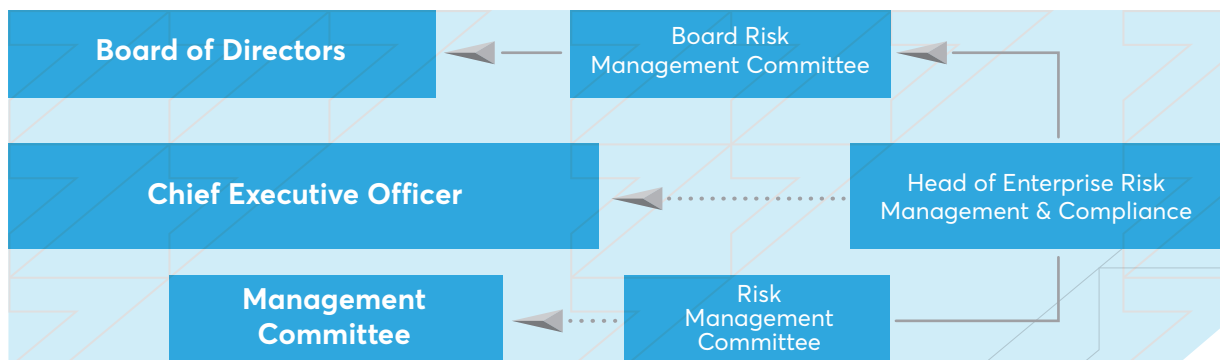 Board of Directors
Board Risk
Management Committee
Chief Executive Officer
Head of Enterprise Risk
Management & Compliance
Management
Committee
Risk
Management
Committee